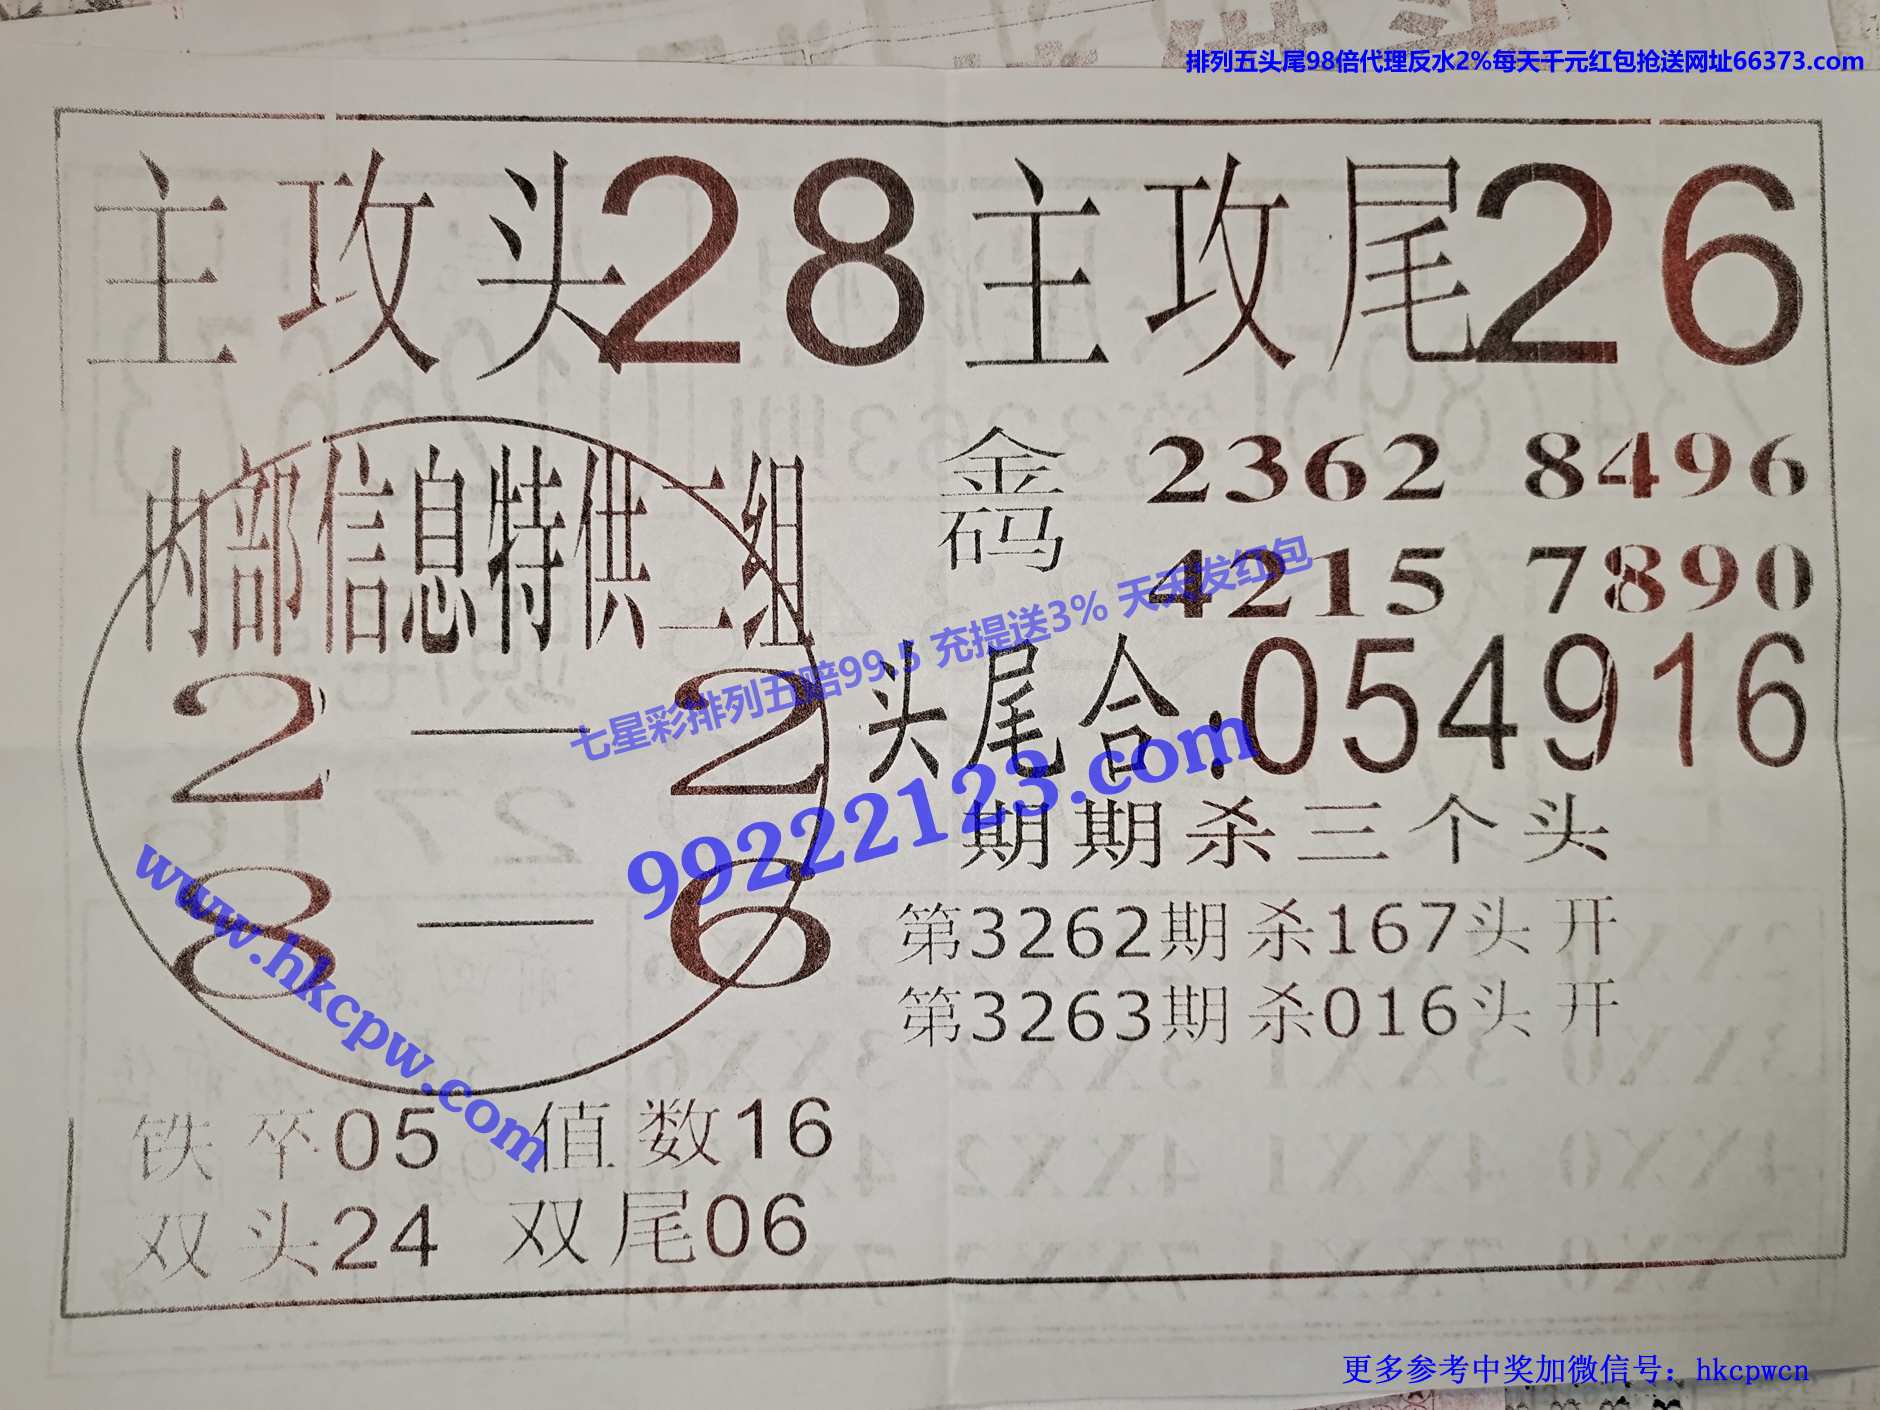 排列五头尾98倍代理反水2%每天千元红包抢送网址66373.com
主攻头28 主攻尾26
内部信息特供二组
2—2
8—6
金码 2362 8496
4215 7890
头尾合:054916
期期杀三个头
第3262期杀167头开
第3263期杀016头开
铁卒05 值数16
双头24 双尾06
七星彩排列五赔99.5 充提送3% 天天发红包
99222123.com
www.hkcpw.com
更多参考中奖加微信号：hkcpwcn